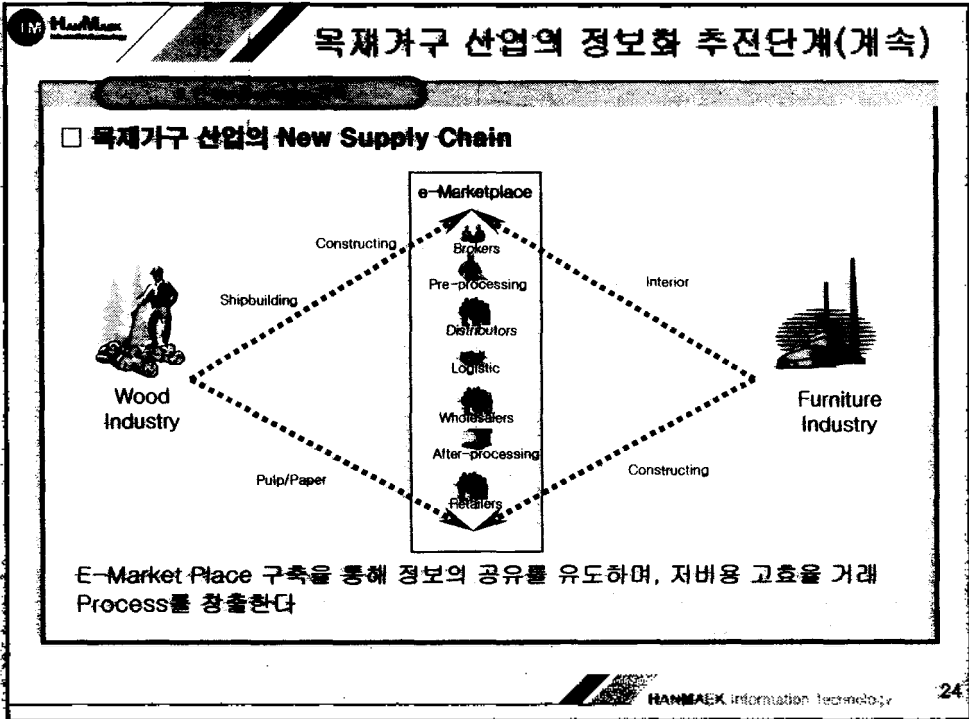 HANMAEK
목재가구 산업의 정보화 추진단계(계속)
□ 목재가구 산업의 New Supply Chain
e-Marketplace
Brokers
Pre-processing
Distributors
Logistic
Wholesalers
After-processing
Retailers
Constructing
Shipbuilding
Pulp/Paper
Wood
Industry
Interior
Constructing
Furniture
Industry
E-Market Place 구축을 통해 정보의 공유를 유도하며, 저비용 고효율 거래
Process를 창출한다
HANMAEK Information Technology
24